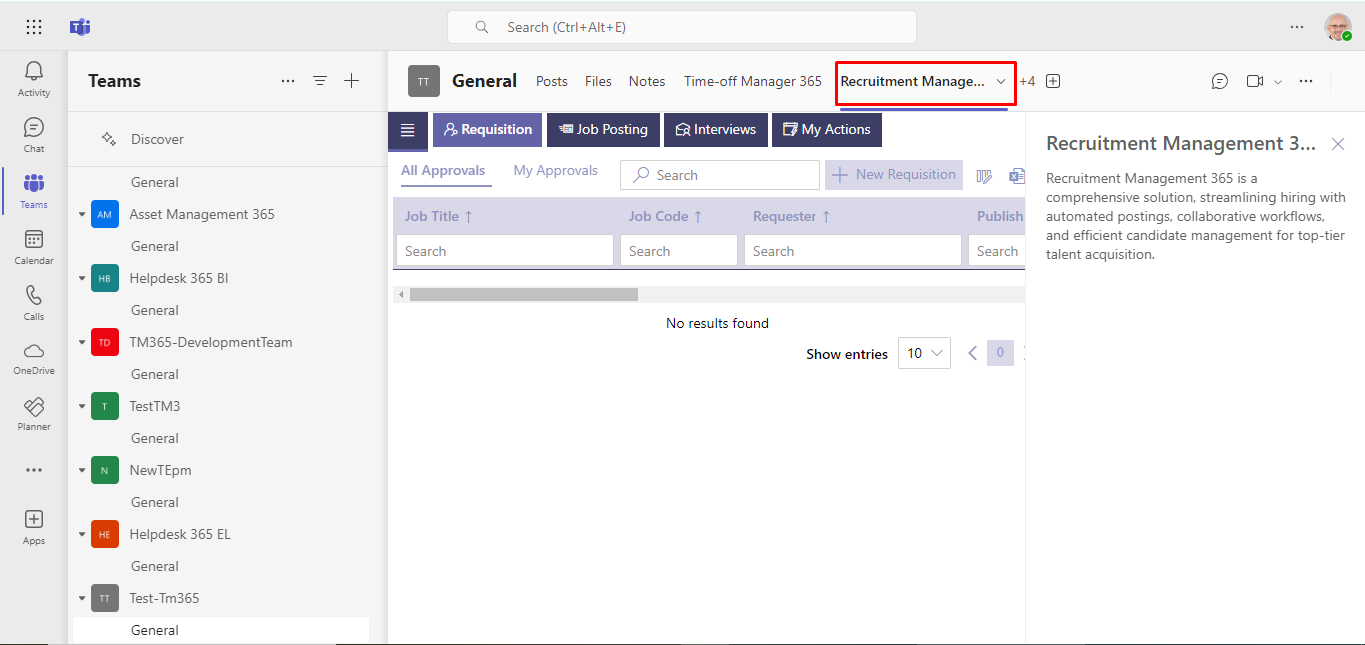 Search (Ctrl+Alt+E)
Activity
Chat
Teams
Calendar
Calls
OneDrive
Planner
Apps
Teams
Discover
General
AM Asset Management 365
General
HB Helpdesk 365 BI
General
TD TM365-DevelopmentTeam
General
T TestTM3
General
N NewTEpm
General
HE Helpdesk 365 EL
General
TT Test-Tm365
General
TT General Posts Files Notes Time-off Manager 365 Recruitment Manage... +4
Requisition Job Posting Interviews My Actions
All Approvals My Approvals Search New Requisition
Job Title Job Code Requester Publish
Search Search Search Search
No results found
Show entries 10 0
Recruitment Management 3...
Recruitment Management 365 is a
comprehensive solution, streamlining hiring with
automated postings, collaborative workflows,
and efficient candidate management for top-tier
talent acquisition.